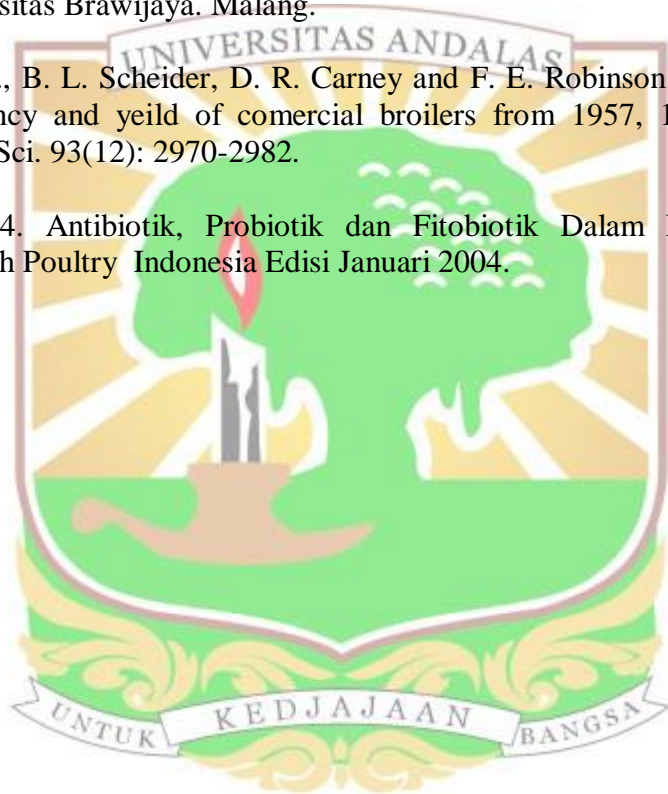 sitas Brawijaya. Malang.
UNIVERSITAS ANDALAS
., B. L. Scheider, D. R. Carney and F. E. Robinson.
ncy and yeild of comercial broilers from 1957, 1
Sci. 93(12): 2970-2982.
4. Antibiotik, Probiotik dan Fitobiotik Dalam
h Poultry Indonesia Edisi Januari 2004.
UNTUK KEDJAJAAN BANGSA